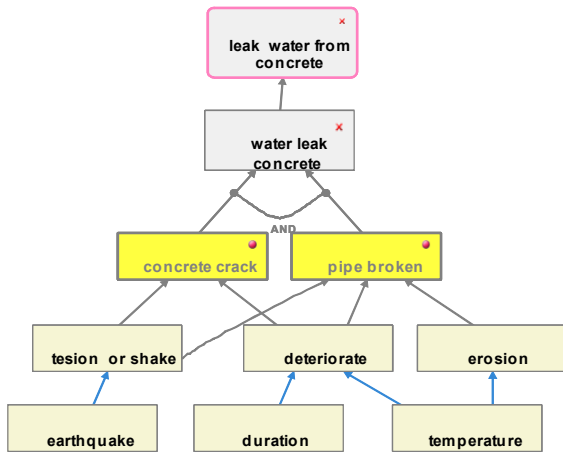 leak water from
concrete
water leak
concrete
AND
concrete crack
pipe broken
tesion or shake
deteriorate
erosion
earthquake
duration
temperature